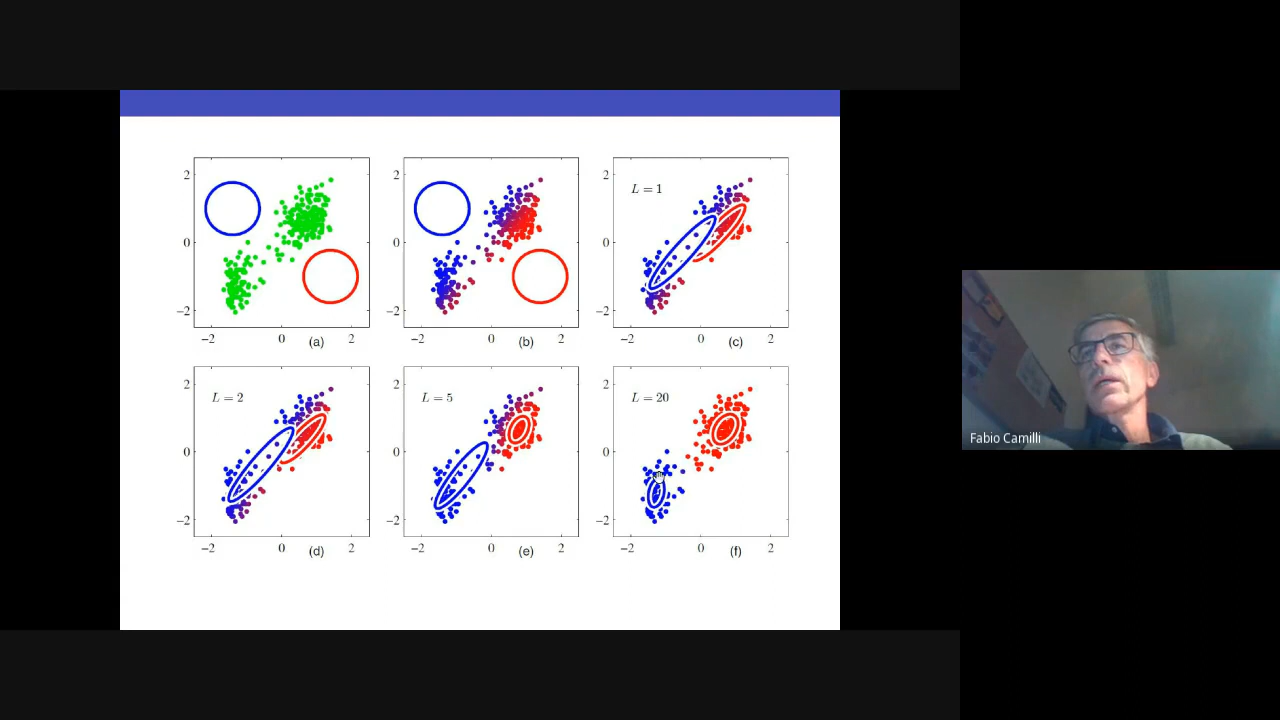 2
0
−2
−2 0 2 (a)
2
0
−2
−2 0 2 (b)
L = 1
2
0
−2
−2 0 2 (c)
L = 2
2
0
−2
−2 0 2 (d)
L = 5
2
0
−2
−2 0 2 (e)
L = 20
2
0
−2
−2 0 2 (f)
Fabio Camilli